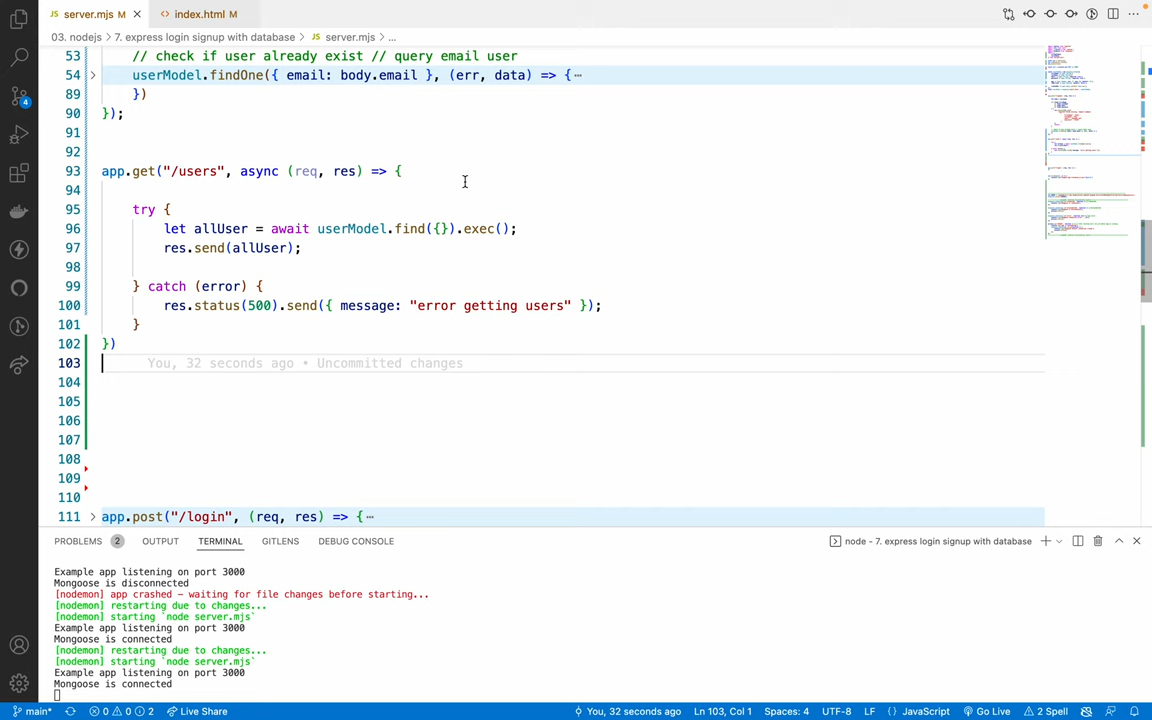 JS server.mjs M
<> index.html M
03. nodejs > 7. express login signup with database > JS server.mjs > ...
53 // check if user already exist // query email user
54 userModel.findOne({ email: body.email }, (err, data) => {…
89 })
90 });
91
92
93 app.get("/users", async (req, res) => {
94
95 try {
96 let allUser = await userModel.find({}).exec();
97 res.send(allUser);
98
99 } catch (error) {
100 res.status(500).send({ message: "error getting users" });
101 }
102 })
103 You, 32 seconds ago • Uncommitted changes
104
105
106
107
108
109
110
111 app.post("/login", (req, res) => {…
4
PROBLEMS 2 OUTPUT TERMINAL GITLENS DEBUG CONSOLE
node - 7. express login signup with database
Example app listening on port 3000
Mongoose is disconnected
[nodemon] app crashed - waiting for file changes before starting...
[nodemon] restarting due to changes...
[nodemon] starting `node server.mjs`
Example app listening on port 3000
Mongoose is connected
[nodemon] restarting due to changes...
[nodemon] starting `node server.mjs`
Example app listening on port 3000
Mongoose is connected
main* 0 0 2 Live Share You, 32 seconds ago Ln 103, Col 1 Spaces: 4 UTF-8 LF {} JavaScript Go Live 2 Spell